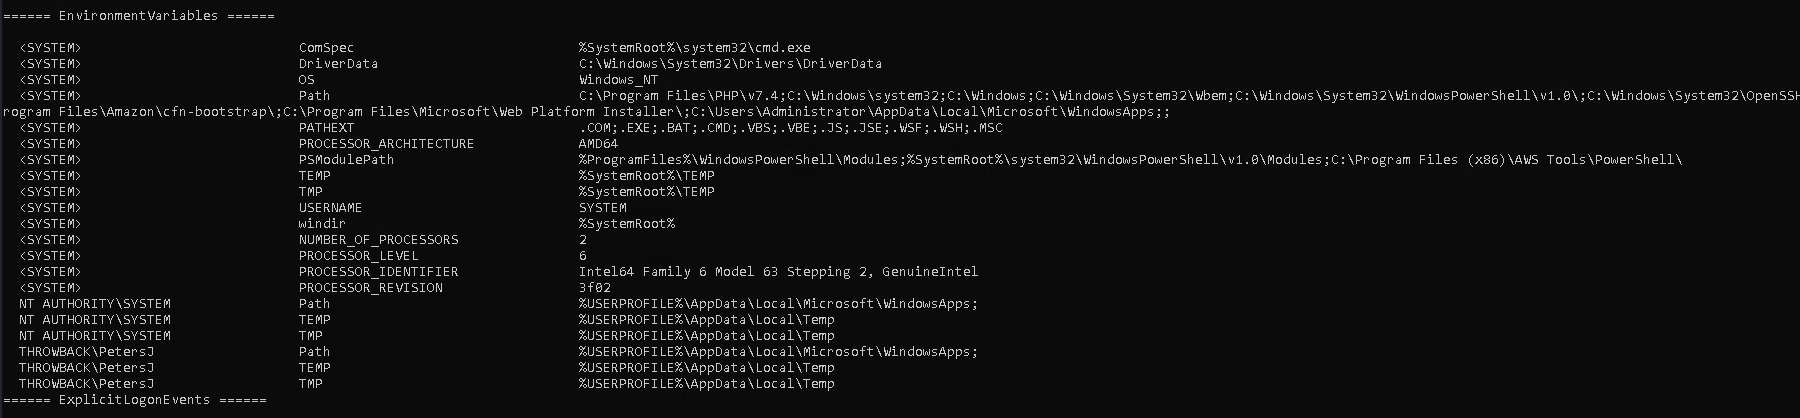 ====== EnvironmentVariables ======
<SYSTEM> ComSpec %SystemRoot%\system32\cmd.exe
<SYSTEM> DriverData C:\Windows\System32\Drivers\DriverData
<SYSTEM> OS Windows_NT
<SYSTEM> Path C:\Program Files\PHP\v7.4;C:\Windows\system32;C:\Windows;C:\Windows\System32\Wbem;C:\Windows\System32\WindowsPowerShell\v1.0\;C:\Windows\System32\OpenSSH
rogram Files\Amazon\cfn-bootstrap\;C:\Program Files\Microsoft\Web Platform Installer\;C:\Users\Administrator\AppData\Local\Microsoft\WindowsApps;;
<SYSTEM> PATHEXT .COM;.EXE;.BAT;.CMD;.VBS;.VBE;.JS;.JSE;.WSF;.WSH;.MSC
<SYSTEM> PROCESSOR_ARCHITECTURE AMD64
<SYSTEM> PSModulePath %ProgramFiles%\WindowsPowerShell\Modules;%SystemRoot%\system32\WindowsPowerShell\v1.0\Modules;C:\Program Files (x86)\AWS Tools\PowerShell\
<SYSTEM> TEMP %SystemRoot%\TEMP
<SYSTEM> TMP %SystemRoot%\TEMP
<SYSTEM> USERNAME SYSTEM
<SYSTEM> windir %SystemRoot%
<SYSTEM> NUMBER_OF_PROCESSORS 2
<SYSTEM> PROCESSOR_LEVEL 6
<SYSTEM> PROCESSOR_IDENTIFIER Intel64 Family 6 Model 63 Stepping 2, GenuineIntel
<SYSTEM> PROCESSOR_REVISION 3f02
NT AUTHORITY\SYSTEM Path %USERPROFILE%\AppData\Local\Microsoft\WindowsApps;
NT AUTHORITY\SYSTEM TEMP %USERPROFILE%\AppData\Local\Temp
NT AUTHORITY\SYSTEM TMP %USERPROFILE%\AppData\Local\Temp
THROWBACK\PetersJ Path %USERPROFILE%\AppData\Local\Microsoft\WindowsApps;
THROWBACK\PetersJ TEMP %USERPROFILE%\AppData\Local\Temp
THROWBACK\PetersJ TMP %USERPROFILE%\AppData\Local\Temp
====== ExplicitLogonEvents ======